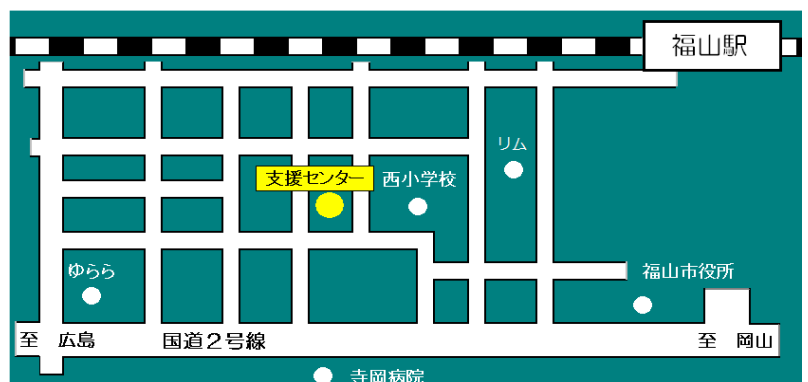 福山駅
リム
支援センター
西小学校
ゆらら
福山市役所
至 広島
国道2号線
至 岡山
寺岡病院